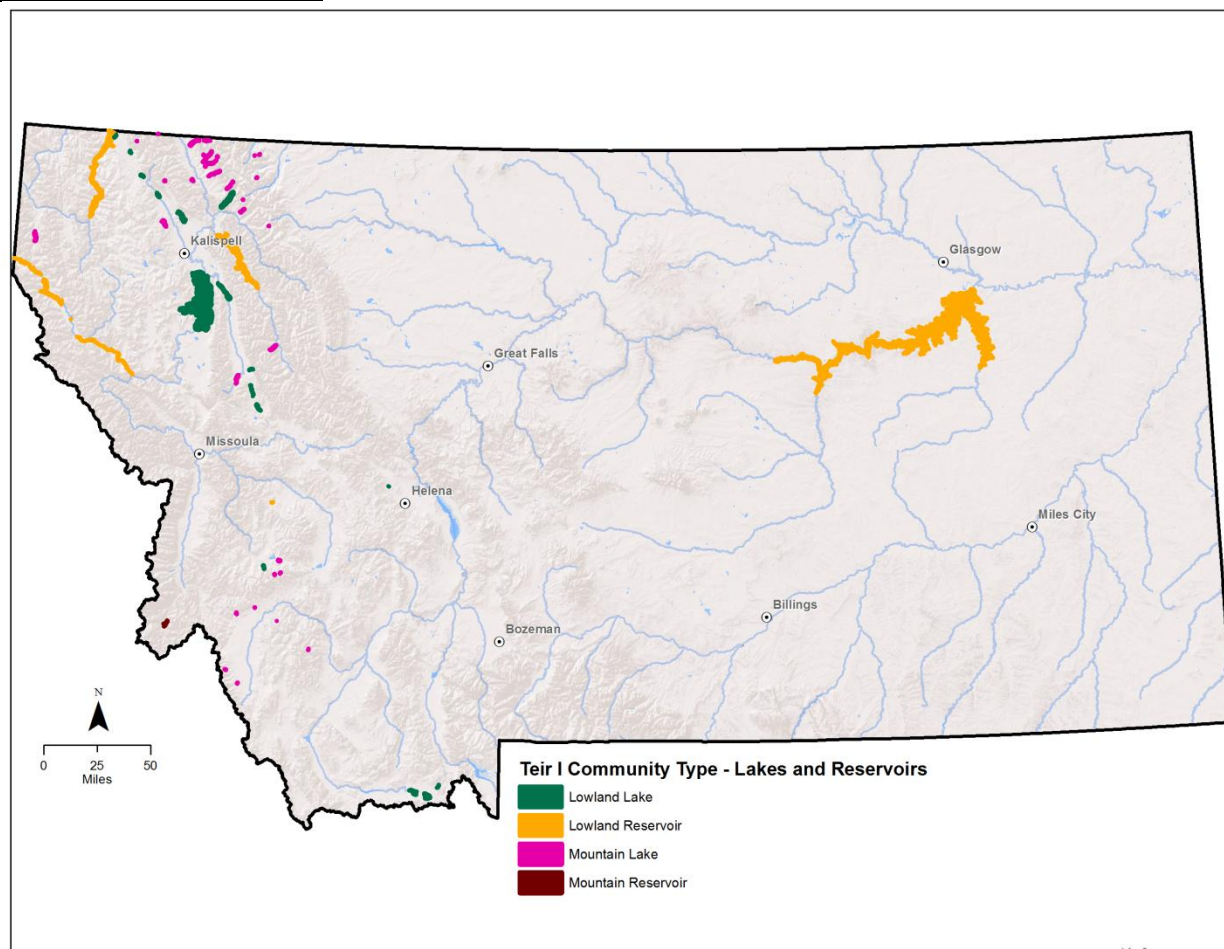 Kalispell
Glasgow
Great Falls
Missoula
Helena
Miles City
Billings
Bozeman
N
0 25 50
Miles
Teir I Community Type - Lakes and Reservoirs
Lowland Lake
Lowland Reservoir
Mountain Lake
Mountain Reservoir